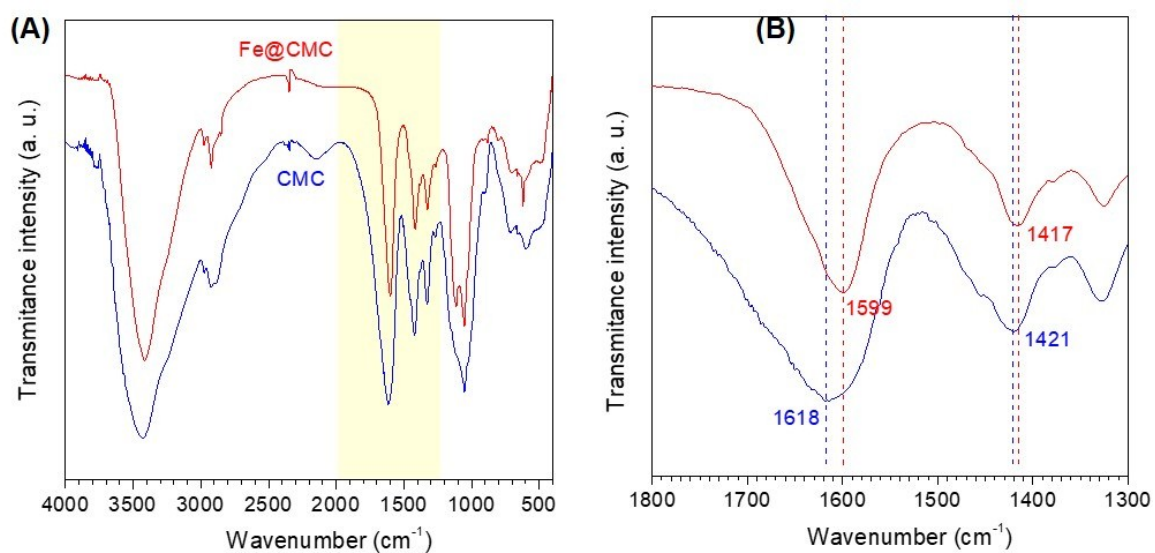 (A)
Fe@CMC
CMC
Transmitance intensity (a. u.)
4000 3500 3000 2500 2000 1500 1000 500
Wavenumber (cm⁻¹)
(B)
1599
1618
1417
1421
Transmitance intensity (a. u.)
1800 1700 1600 1500 1400 1300
Wavenumber (cm⁻¹)